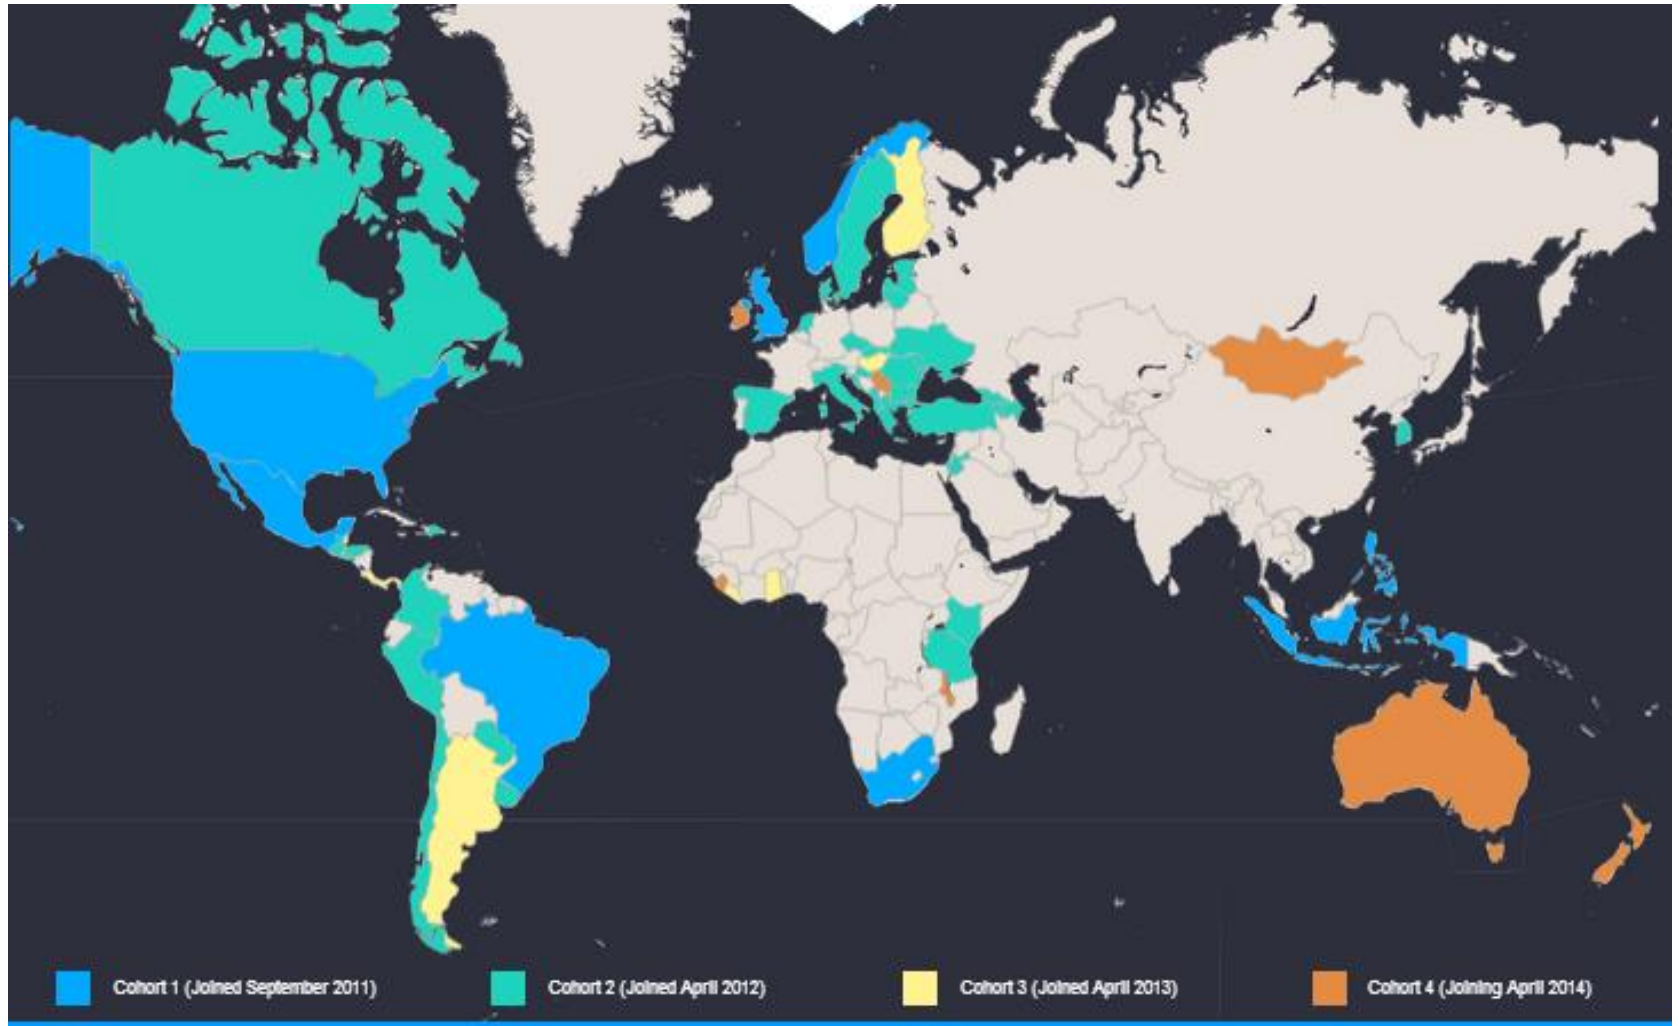 Cohort 1 (Joined September 2011)
Cohort 2 (Joined April 2012)
Cohort 3 (Joined April 2013)
Cohort 4 (Joining April 2014)